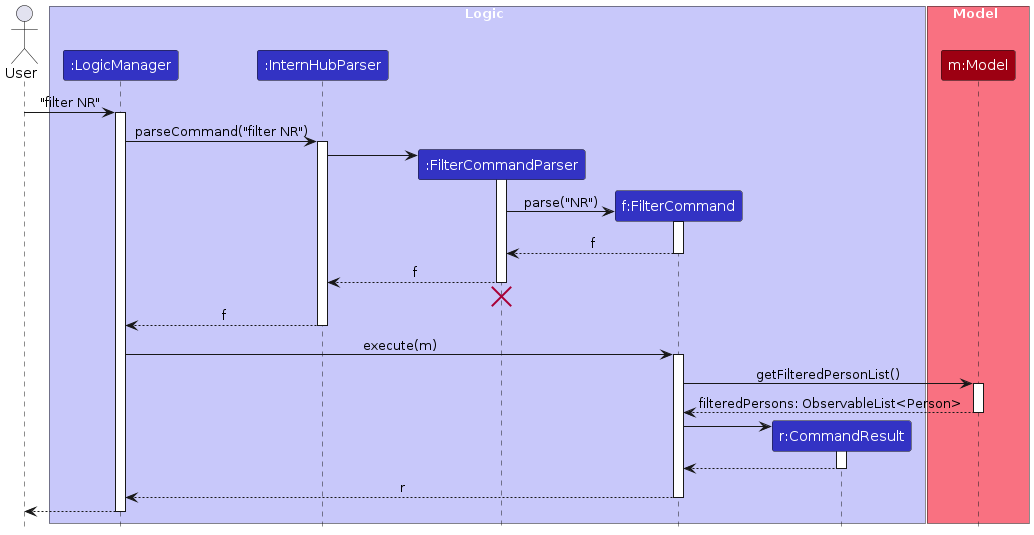 Logic
Model
User
:LogicManager
:InternHubParser
m:Model
"filter NR"
parseCommand("filter NR")
:FilterCommandParser
parse("NR")
f:FilterCommand
f
f
f
execute(m)
getFilteredPersonList()
filteredPersons: ObservableList<Person>
r:CommandResult
r